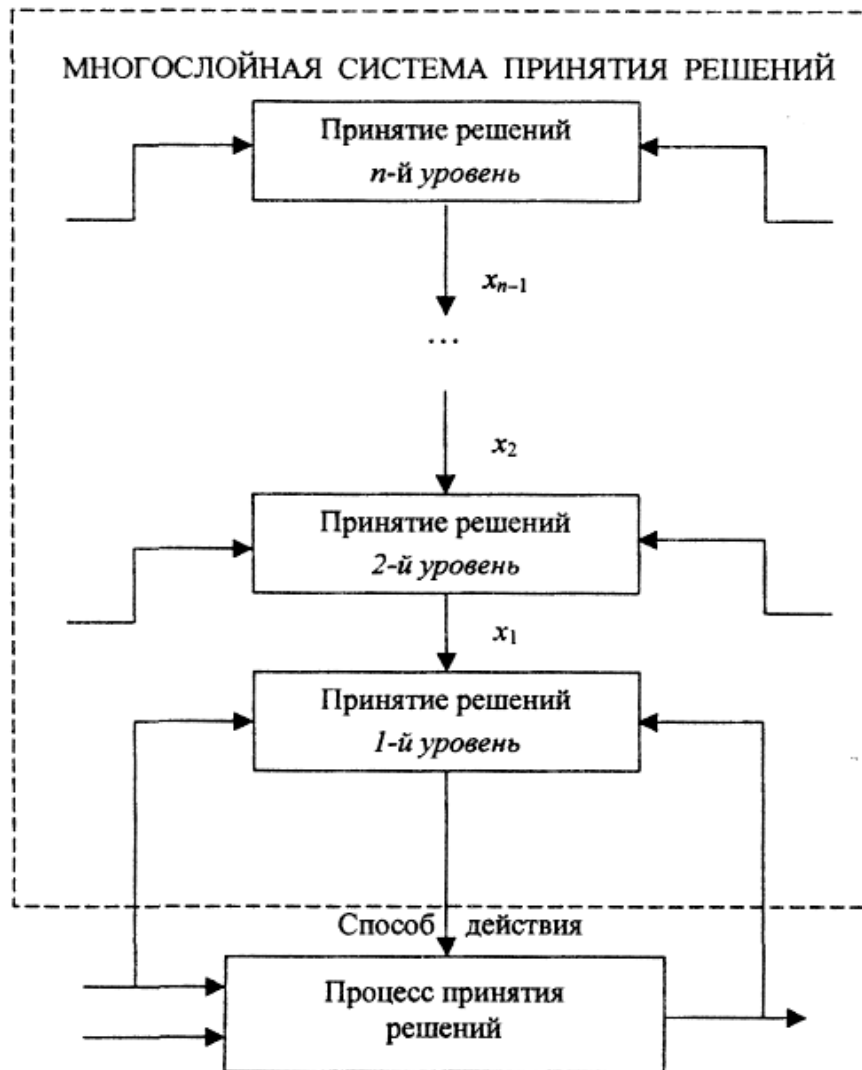 МНОГОСЛОЙНАЯ СИСТЕМА ПРИНЯТИЯ РЕШЕНИЙ
Принятие решений
n-й уровень
xn–1
...
x2
Принятие решений
2-й уровень
x1
Принятие решений
1-й уровень
Способ действия
Процесс принятия
решений